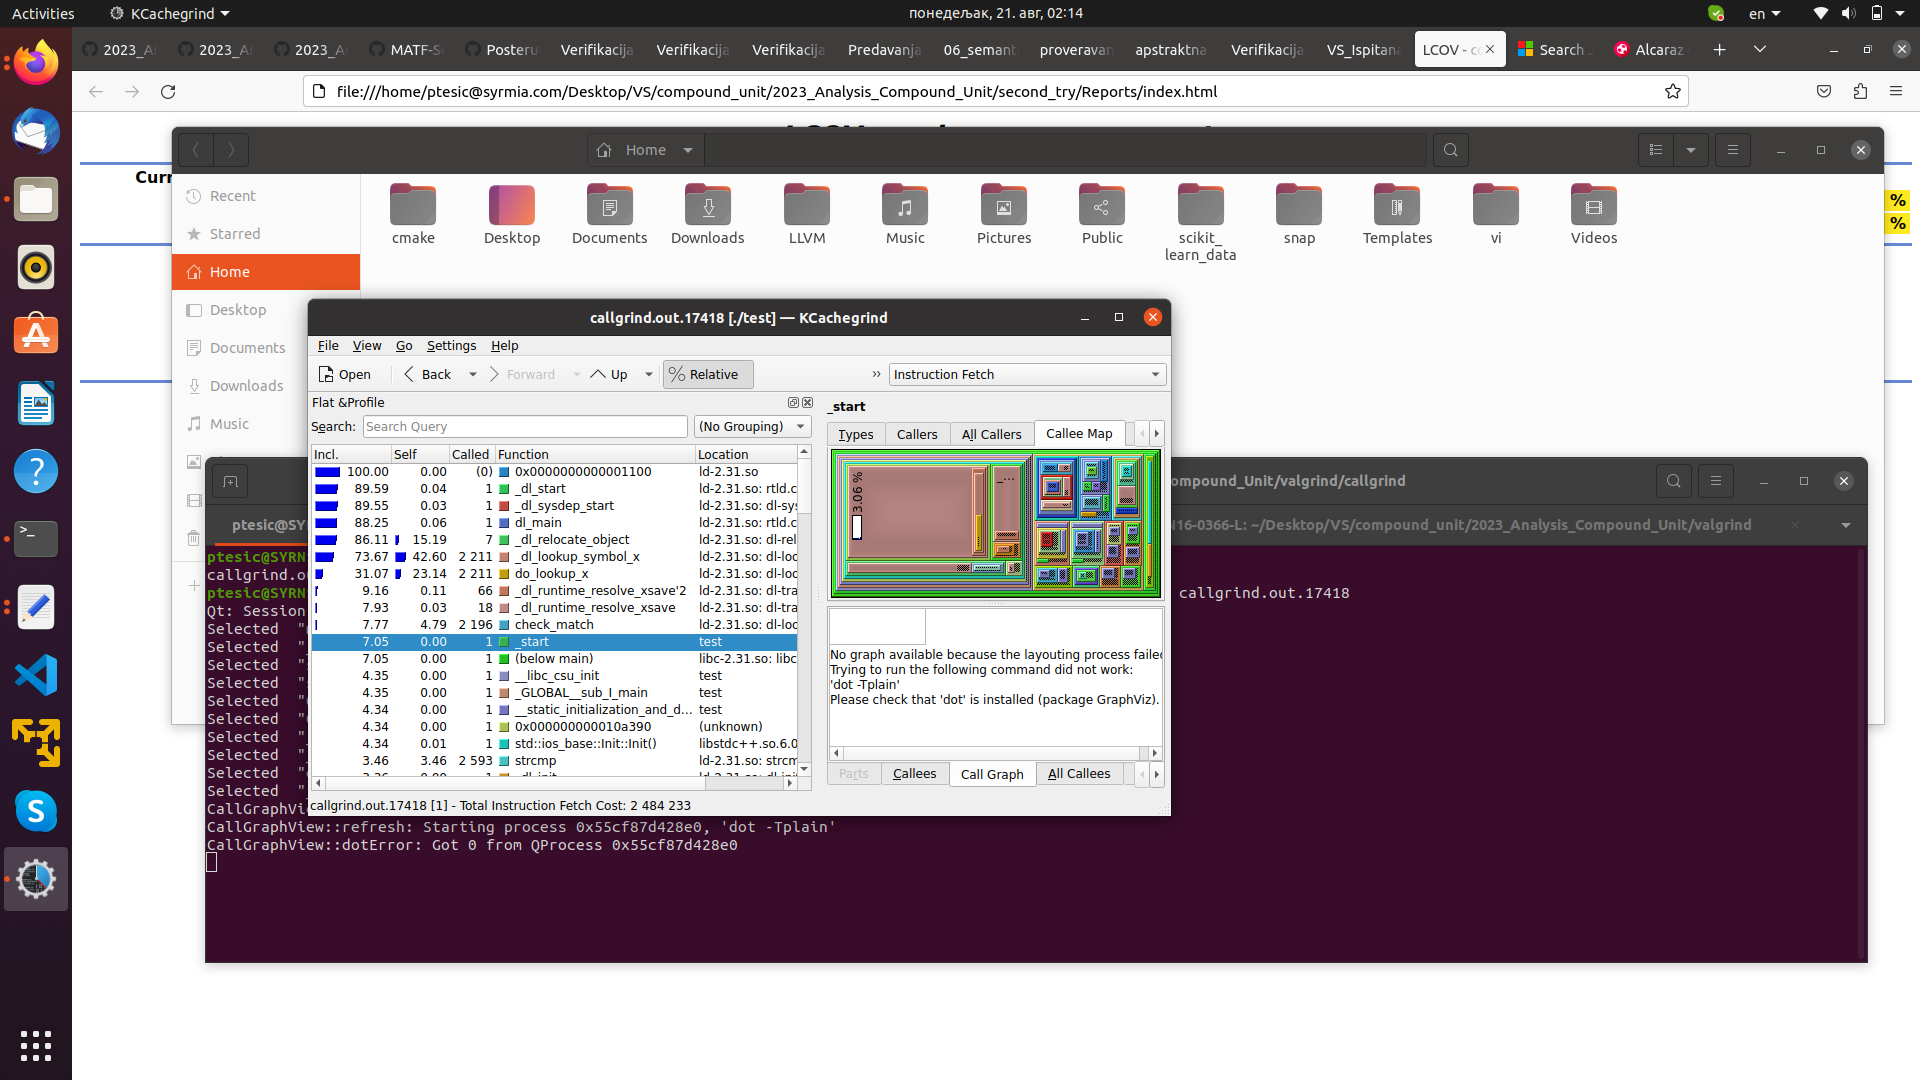 Activities
KCachegrind
понедељак, 21. авг, 02:14
en
2023_A
2023_A
2023_A
MATF-S
Poster
Verifikacija
Verifikacija
Verifikacija
Predavanja
06_semant
proveravan
apstraktna
Verifikacija
VS_Ispitan
LCOV - c
Search
Alcaraz
file:///home/ptesic@syrmia.com/Desktop/VS/compound_unit/2023_Analysis_Compound_Unit/second_try/Reports/index.html
Curr
%
%
Home
Recent
Starred
Home
Desktop
Documents
Downloads
Music
cmake
Desktop
Documents
Downloads
LLVM
Music
Pictures
Public
scikit_
learn_data
snap
Templates
vi
Videos
callgrind.out.17418 [./test] — KCachegrind
File View Go Settings Help
Open Back Forward Up Relative » Instruction Fetch
Flat &Profile
Search: Search Query (No Grouping)
Incl. Self Called Function Location
100.00 0.00 (0) 0x0000000000001100 ld-2.31.so
89.59 0.04 1 _dl_start ld-2.31.so: rtld.c
89.55 0.03 1 _dl_sysdep_start ld-2.31.so: dl-sys
88.25 0.06 1 dl_main ld-2.31.so: rtld.c
86.11 15.19 7 _dl_relocate_object ld-2.31.so: dl-rel
73.67 42.60 2 211 _dl_lookup_symbol_x ld-2.31.so: dl-loo
31.07 23.14 2 211 do_lookup_x ld-2.31.so: dl-loo
9.16 0.11 66 _dl_runtime_resolve_xsave'2 ld-2.31.so: dl-tra
7.93 0.03 18 _dl_runtime_resolve_xsave ld-2.31.so: dl-tra
7.77 4.79 2 196 check_match ld-2.31.so: dl-loo
7.05 0.00 1 _start test
7.05 0.00 1 (below main) libc-2.31.so: libc
4.35 0.00 1 __libc_csu_init test
4.35 0.00 1 _GLOBAL__sub_I_main test
4.34 0.00 1 __static_initialization_and_d... test
4.34 0.00 1 0x000000000010a390 (unknown)
4.34 0.01 1 std::ios_base::Init::Init() libstdc++.so.6.0
3.46 3.46 2 593 strcmp ld-2.31.so: strcm
callgrind.out.17418 [1] - Total Instruction Fetch Cost: 2 484 233
_start
Types Callers All Callers Callee Map
3.06 %
_...
No graph available because the layouting process failed
Trying to run the following command did not work:
'dot -Tplain'
Please check that 'dot' is installed (package GraphViz).
Parts Callees Call Graph All Callees
ompound_Unit/valgrind/callgrind
ptesic@SY
N16-0366-L: ~/Desktop/VS/compound_unit/2023_Analysis_Compound_Unit/valgrind
ptesic@SYRN
callgrind.o
ptesic@SYRN
callgrind.out.17418
Qt: Session
Selected "
Selected "
Selected "
Selected "
Selected "
Selected "
Selected "
Selected "
Selected "
Selected "
CallGraphV
CallGraphView::refresh: Starting process 0x55cf87d428e0, 'dot -Tplain'
CallGraphView::dotError: Got 0 from QProcess 0x55cf87d428e0